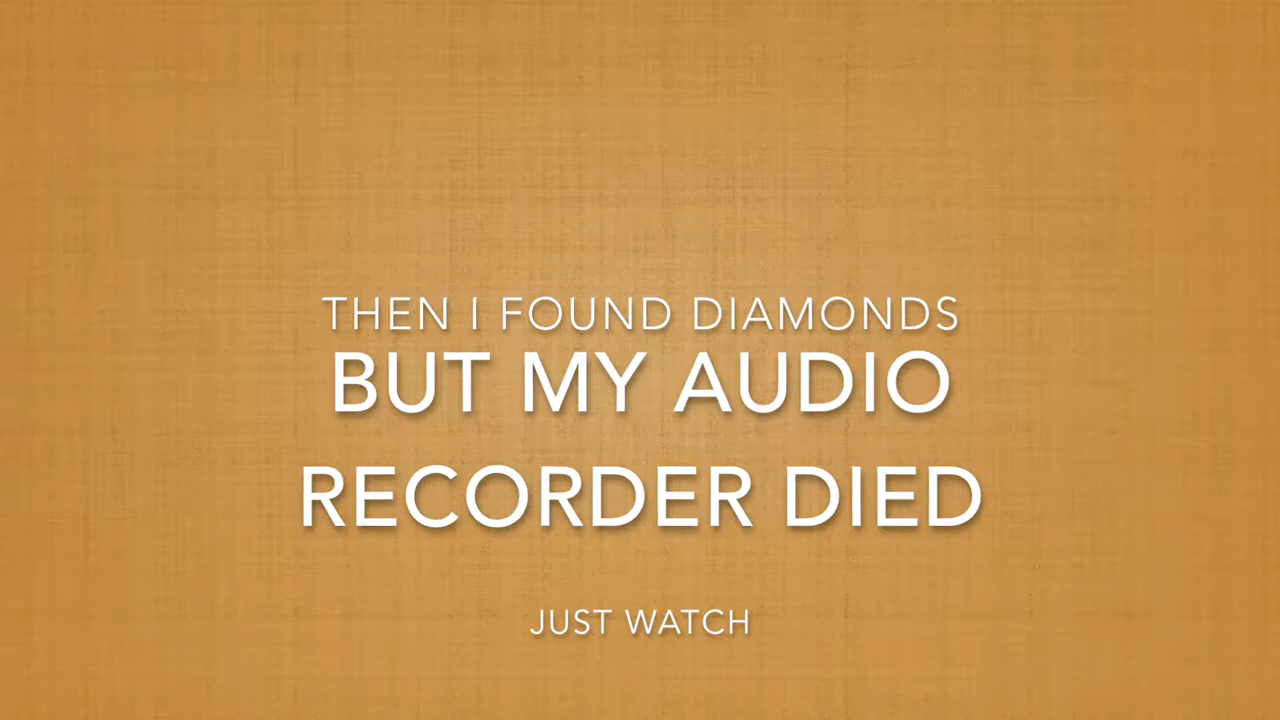 THEN I FOUND DIAMONDS
BUT MY AUDIO
RECORDER DIED
JUST WATCH